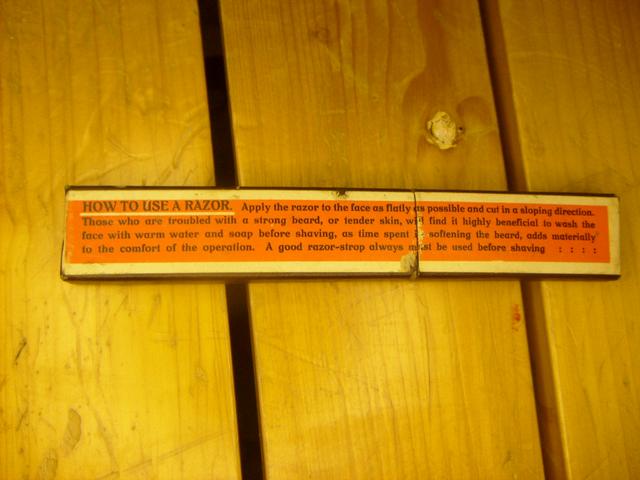 HOW TO USE A RAZOR. Apply the razor to the face as flatly as possible and cut in a sloping direction.
Those who are troubled with a strong beard, or tender skin, will find it highly beneficial to wash the
face with warm water and soap before shaving, as time spent in softening the beard, adds materially
to the comfort of the operation. A good razor-strop always must be used before shaving : : : :